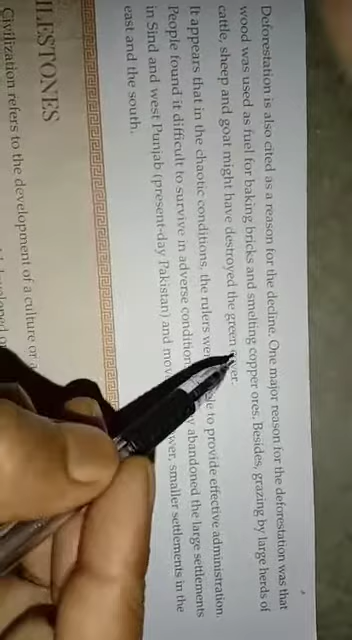 Deforestation is also cited as a reason for the decline. One major reason for the deforestation was that
wood was used as fuel for baking bricks and smelting copper ores. Besides, grazing by large herds of
cattle, sheep and goat might have destroyed the green
It appears that in the chaotic conditions, the rulers to provide effective administration.
People found it difficult to survive in adverse abandoned the large settlements
in Sind and west Punjab (present-day Pakistan) and smaller settlements in the
east and the south.
Civilization refers to the development of a culture or a